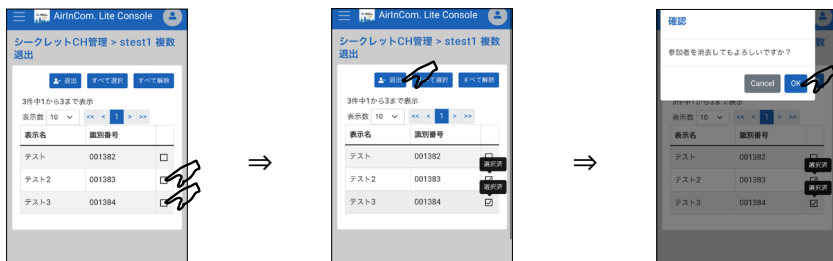 AirInCom. Lite Console
シークレットCH管理 > stest1 複数
退出
退出 すべて選択 すべて解除
3件中1から3まで表示
表示数 10 << < 1 > >>
表示名 識別番号
テスト 001382
テスト2 001383
テスト3 001384
⇒
AirInCom. Lite Console
シークレットCH管理 > stest1 複数
退出
退出 て選択 すべて解除
3件中1から3まで表示
表示数 10 << < 1 > >>
表示名 識別番号
テスト 001382
選択済
テスト2 001383
選択済
テスト3 001384
⇒
確認
参加者を消去してもよろしいですか？
Cancel OK
数
3件中1から3まで表示
表示数 10 << < 1 > >>
表示名 識別番号
テスト 001382
選択済
テスト2 001383
選択済
テスト3 001384